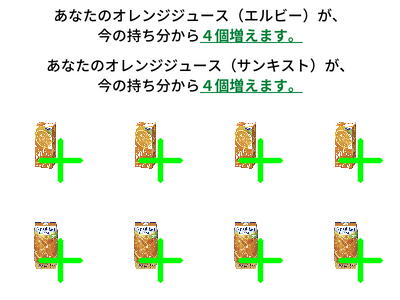 あなたのオレンジジュース（エルビー）が、
今の持ち分から４個増えます。
あなたのオレンジジュース（サンキスト）が、
今の持ち分から４個増えます。